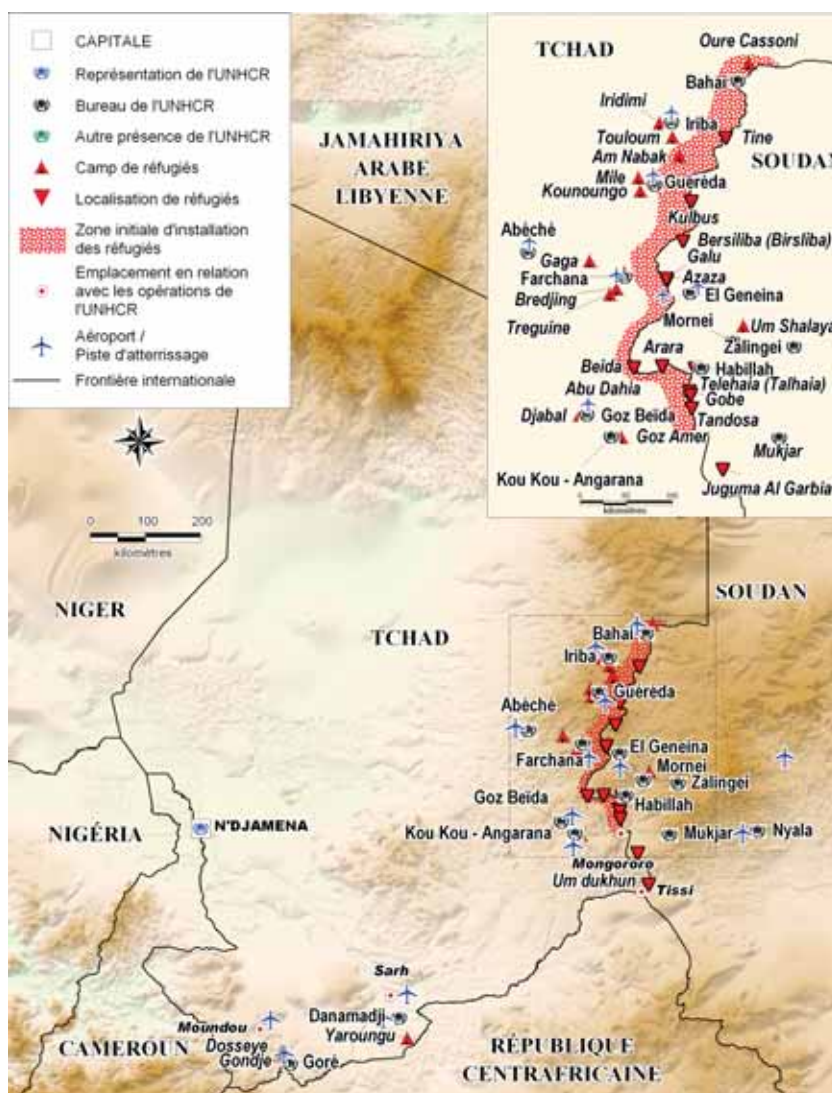 CAPITALE
Représentation de l'UNHCR
Bureau de l'UNHCR
Autre présence de l'UNHCR
Camp de réfugiés
Localisation de réfugiés
Zone initiale d'installation
des réfugiés
Emplacement en relation
avec les opérations de
l'UNHCR
Aéroport /
Piste d'atterrissage
Frontière internationale
TCHAD
Oure Cassoni
Bahai
Iridimi
Iriba
Touloum
Tine
Am Nabak
SOUDAN
Mile
Guéréda
Kounoungo
Kulbus
Abéché
Bersiliba (Birsliba)
Gaga
Galu
Farchana
Azaza
El Geneina
Bredjing
Mornei
Um Shalaya
Treguine
Zalingei
Arara
Beida
Habillah
Abu Dahia
Telehaia (Talhaia)
Gobe
Djabal
Goz Beïda
Tandosa
Goz Amer
Mukjar
Kou Kou - Angarana
Juguma Al Garbia
kilomètres
JAMAHIRIYA
ARABE
LIBYENNE
0 100 200
kilomètres
NIGER
SOUDAN
TCHAD
Bahai
Iriba
Guéréda
Abéché
El Geneina
Farchana
Mornei
Zalingei
Goz Beïda
Habillah
NIGÉRIA
N'DJAMENA
Kou Kou - Angarana
Mukjar
Nyala
Mongororo
Um dukhun
Tissi
Sarh
Danamadji
Moundou
Yaroungu
Dosseye
CAMEROUN
Gondje
Goré
RÉPUBLIQUE
CENTRAFRICAINE